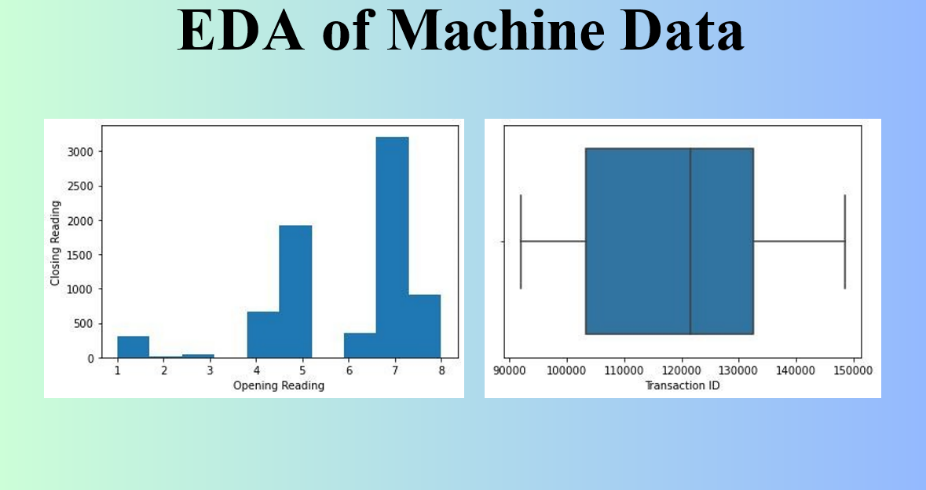 EDA of Machine Data
3000
2500
2000
1500
1000
500
0
Closing Reading
1 2 3 4 5 6 7 8
Opening Reading
90000 100000 110000 120000 130000 140000 150000
Transaction ID